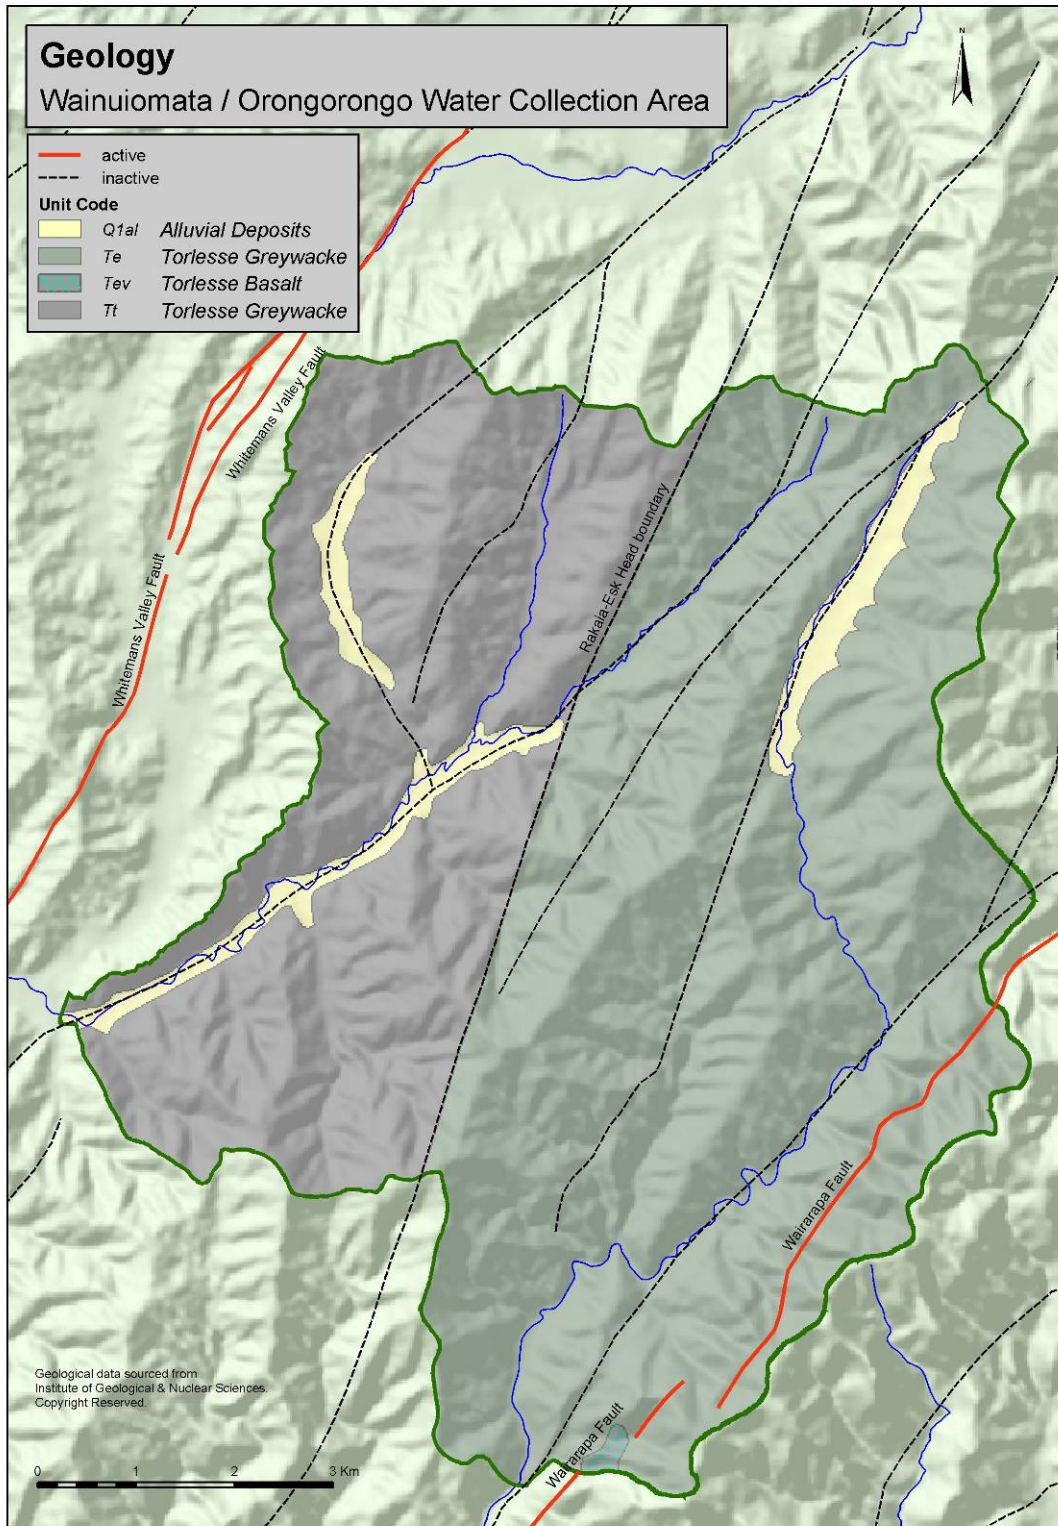 Geology
Wainuiomata / Orongorongo Water Collection Area
N
active
inactive
Unit Code
Q1al Alluvial Deposits
Te Torlesse Greywacke
Tev Torlesse Basalt
Tt Torlesse Greywacke
Whitemans Valley Fault
Whitemans Valley Fault
Rakaia-Esk Head boundary
Wairarapa Fault
Wairarapa Fault
Geological data sourced from
Institute of Geological & Nuclear Sciences.
Copyright Reserved.
0 1 2 3 Km